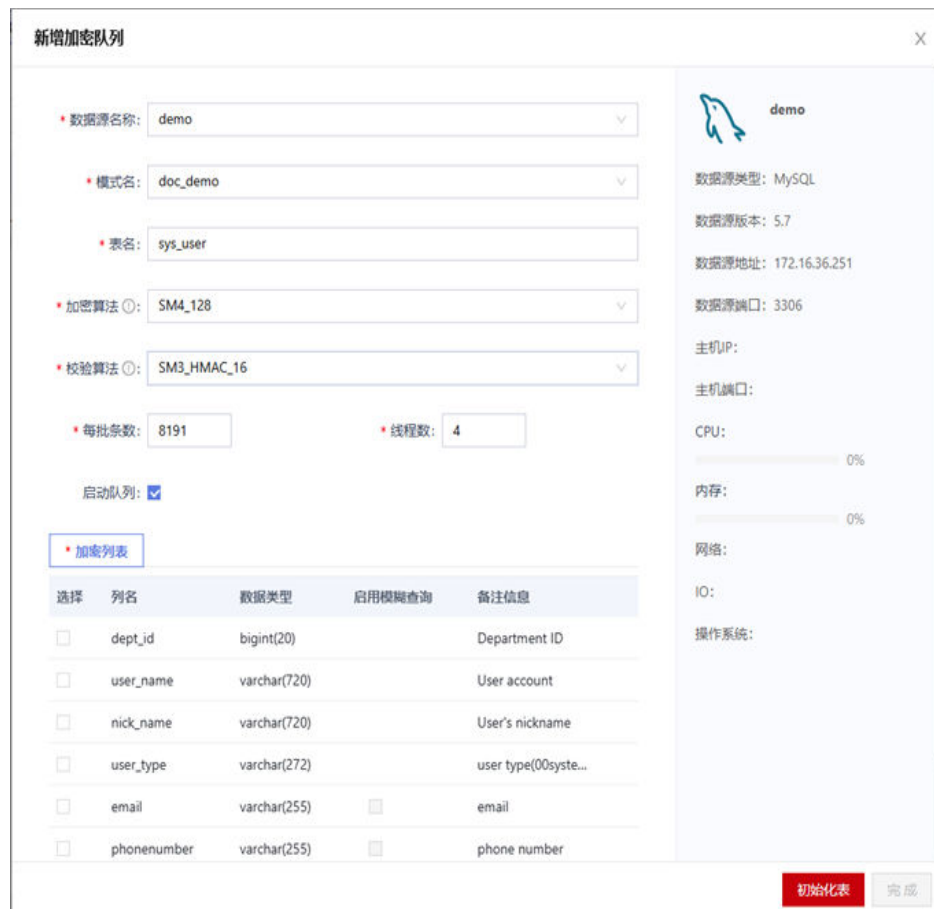 新增加密队列
* 数据源名称: demo
* 模式名: doc_demo
* 表名: sys_user
* 加密算法 ①: SM4_128
* 校验算法 ①: SM3_HMAC_16
* 每批条数: 8191 * 线程数: 4
启动队列:
* 加密列表
选择 列名 数据类型 启用模糊查询 备注信息
dept_id bigint(20) Department ID
user_name varchar(720) User account
nick_name varchar(720) User's nickname
user_type varchar(272) user type(00syste...
email varchar(255) email
phonenumber varchar(255) phone number
demo
数据源类型: MySQL
数据源版本: 5.7
数据源地址: 172.16.36.251
数据源端口: 3306
主机IP:
主机端口:
CPU:
0%
内存:
0%
网络:
IO:
操作系统:
初始化表 完成